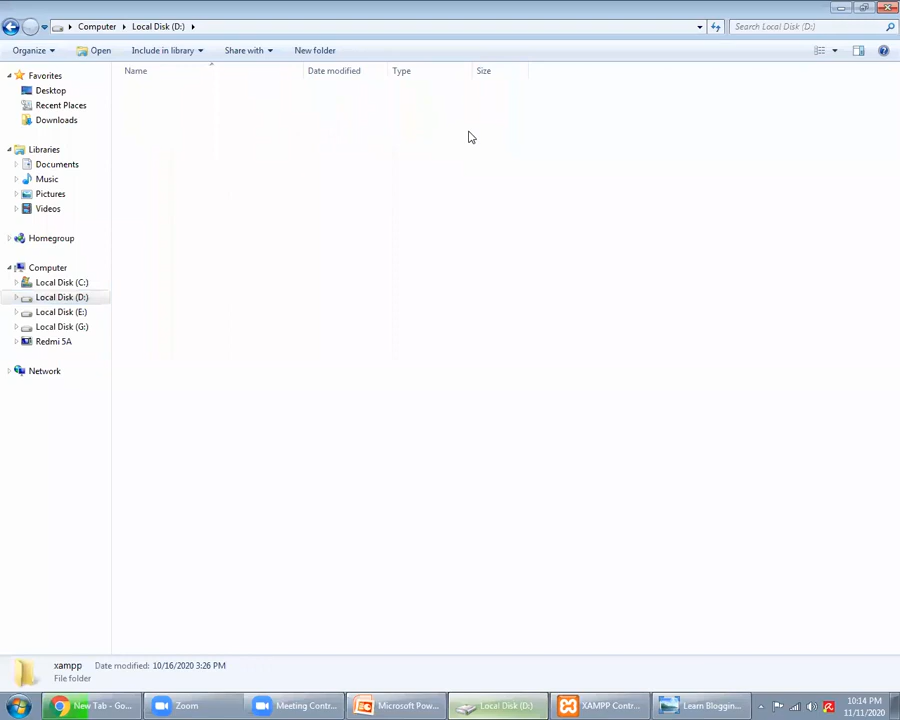 Computer Local Disk (D:)
Search Local Disk (D:)
Organize Open Include in library Share with New folder
Name Date modified Type Size
Favorites
Desktop
Recent Places
Downloads
Libraries
Documents
Music
Pictures
Videos
Homegroup
Computer
Local Disk (C:)
Local Disk (D:)
Local Disk (E:)
Local Disk (G:)
Redmi 5A
Network
xampp Date modified: 10/16/2020 3:26 PM
File folder
New Tab - Go... Zoom Meeting Contr... Microsoft Pow... Local Disk (D:) XAMPP Contr... Learn Bloggin... 10:14 PM
11/11/2020